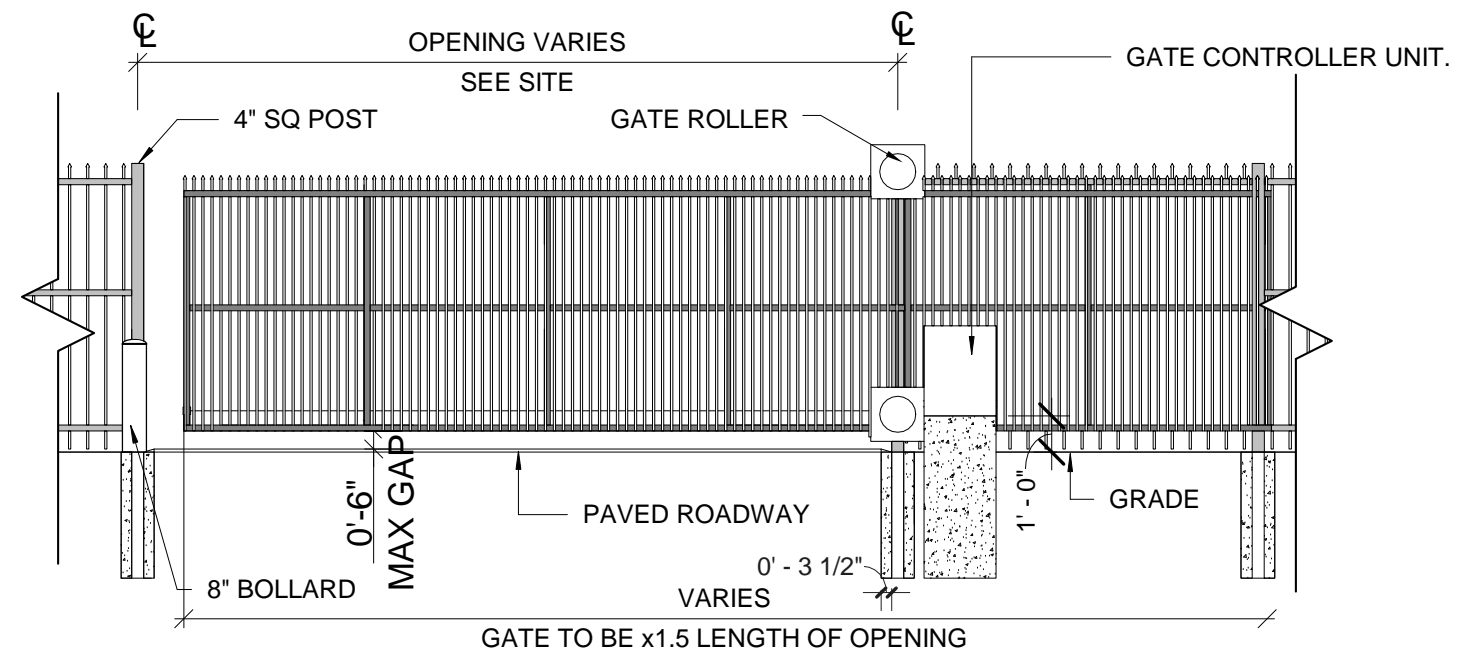 ℄
OPENING VARIES
℄
SEE SITE
GATE CONTROLLER UNIT.
4" SQ POST
GATE ROLLER
0'-6"
MAX GAP
1' - 0"
GRADE
PAVED ROADWAY
0' - 3 1/2"
8" BOLLARD
VARIES
GATE TO BE x1.5 LENGTH OF OPENING